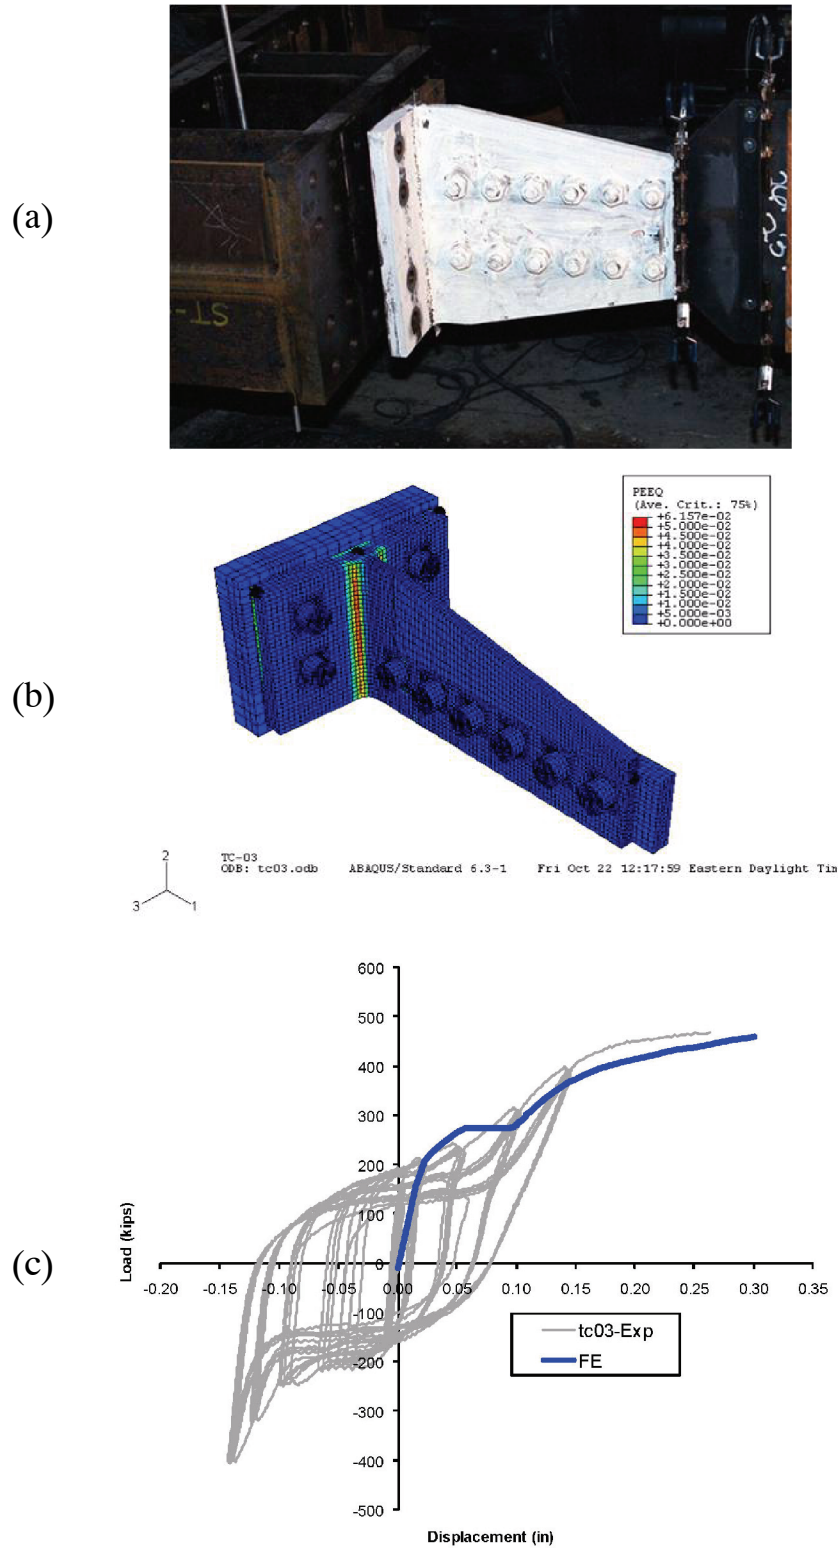 (a)
ST-
(b)
PEEQ
(Ave. Crit.: 75%)
+6.157e-02
+5.000e-02
+4.500e-02
+4.000e-02
+3.500e-02
+3.000e-02
+2.500e-02
+2.000e-02
+1.500e-02
+1.000e-02
+5.000e-03
+0.000e+00
2
3
1
TC-03
ODB: tc03.odb ABAQUS/Standard 6.3-1 Fri Oct 22 12:17:59 Eastern Daylight Tim
(c)
600
500
400
300
200
100
0
-100
-200
-300
-400
-500
-0.20 -0.15 -0.10 -0.05 0.00 0.05 0.10 0.15 0.20 0.25 0.30 0.35
Load (kips)
tc03-Exp
FE
Displacement (in)